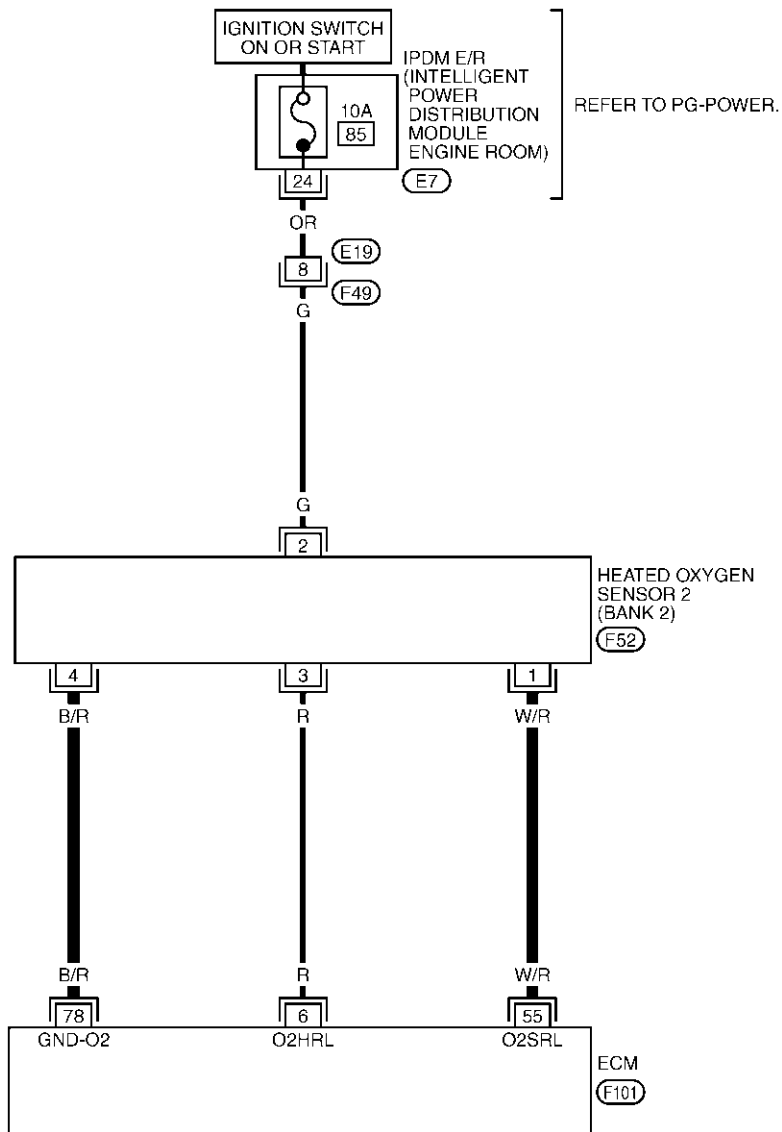 IGNITION SWITCH
ON OR START
IPDM E/R
(INTELLIGENT
POWER
DISTRIBUTION
MODULE
ENGINE ROOM)
REFER TO PG-POWER.
10A
85
24
E7
OR
8
E19
F49
G
G
2
HEATED OXYGEN
SENSOR 2
(BANK 2)
F52
4
3
1
B/R
R
W/R
B/R
R
W/R
78
6
55
GND-O2
O2HRL
O2SRL
ECM
F101